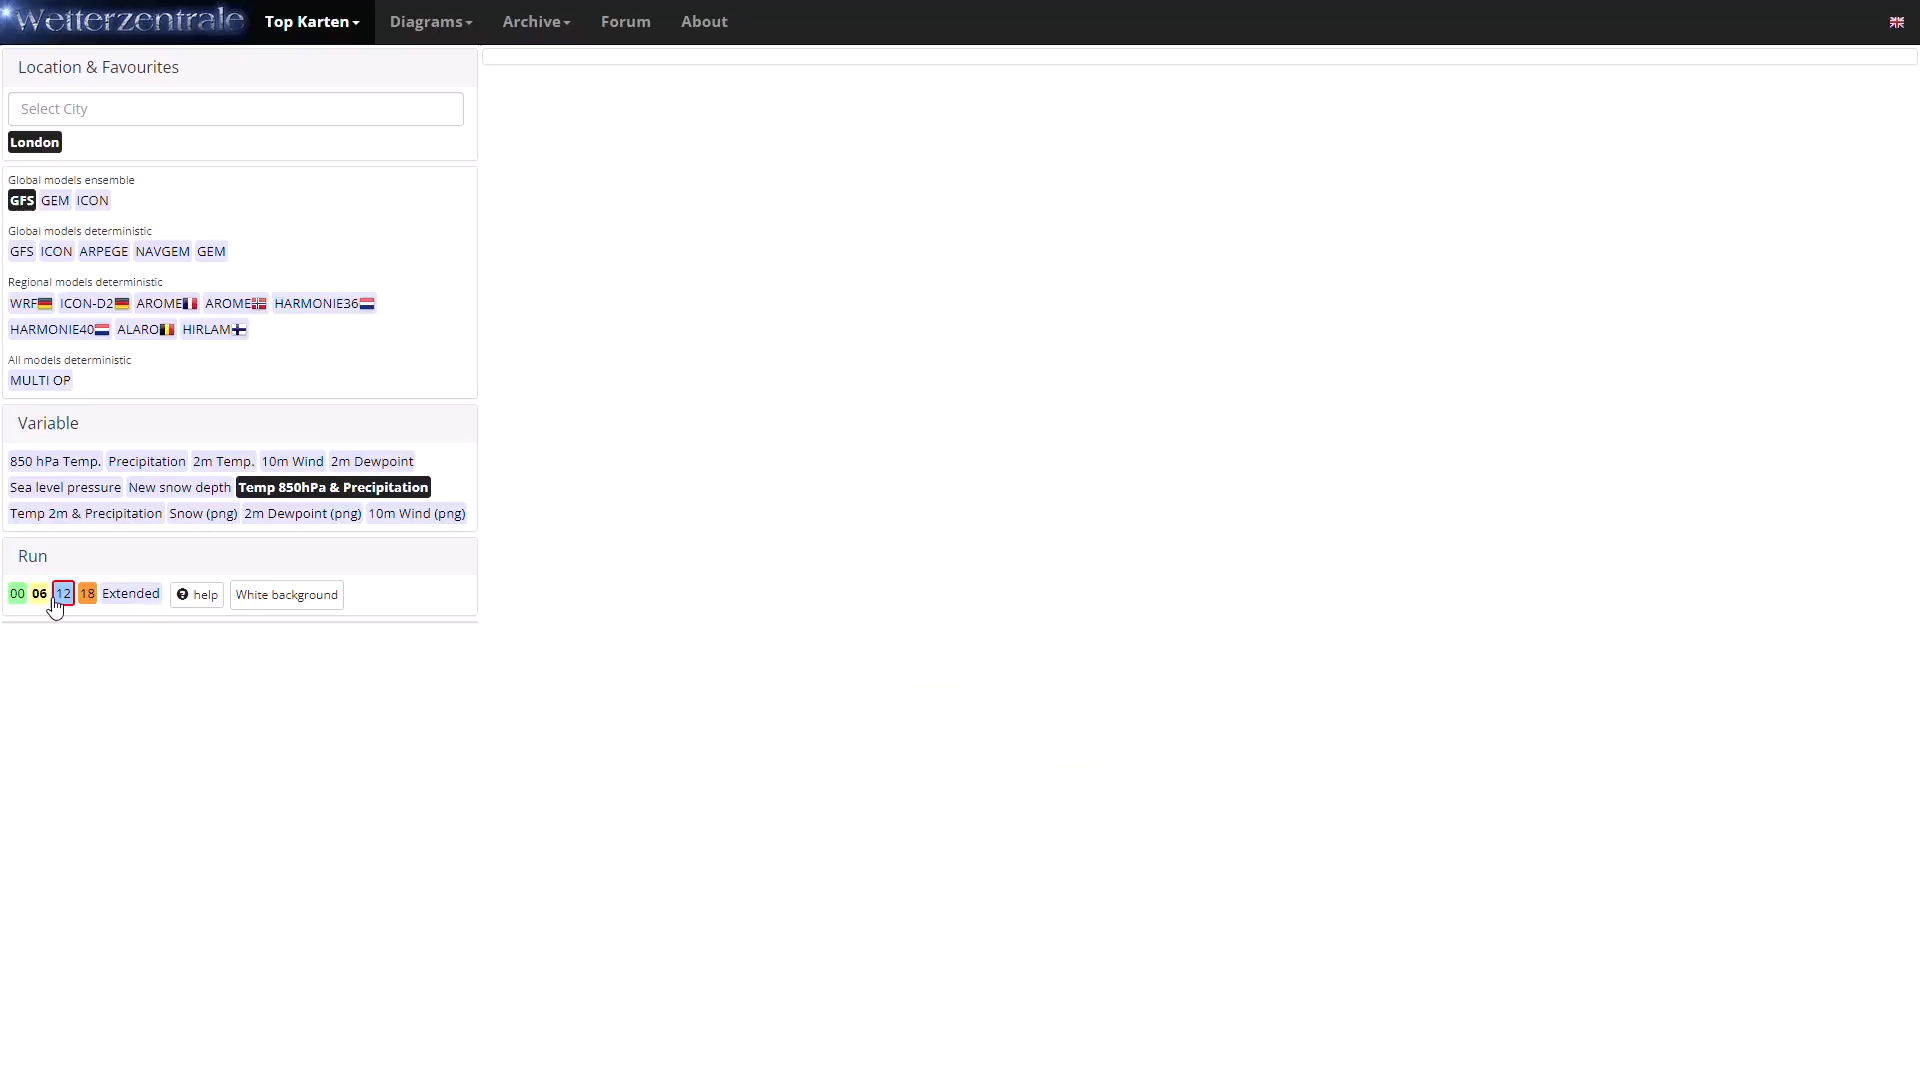 Wetterzentrale Top Karten Diagrams Archive Forum About
Location & Favourites
Select City
London
Global models ensemble
GFS GEM ICON
Global models deterministic
GFS ICON ARPEGE NAVGEM GEM
Regional models deterministic
WRF ICON-D2 AROME AROME HARMONIE36
HARMONIE40 ALARO HIRLAM
All models deterministic
MULTI OP
Variable
850 hPa Temp. Precipitation 2m Temp. 10m Wind 2m Dewpoint
Sea level pressure New snow depth Temp 850hPa & Precipitation
Temp 2m & Precipitation Snow (png) 2m Dewpoint (png) 10m Wind (png)
Run
00 06 12 18 Extended help White background